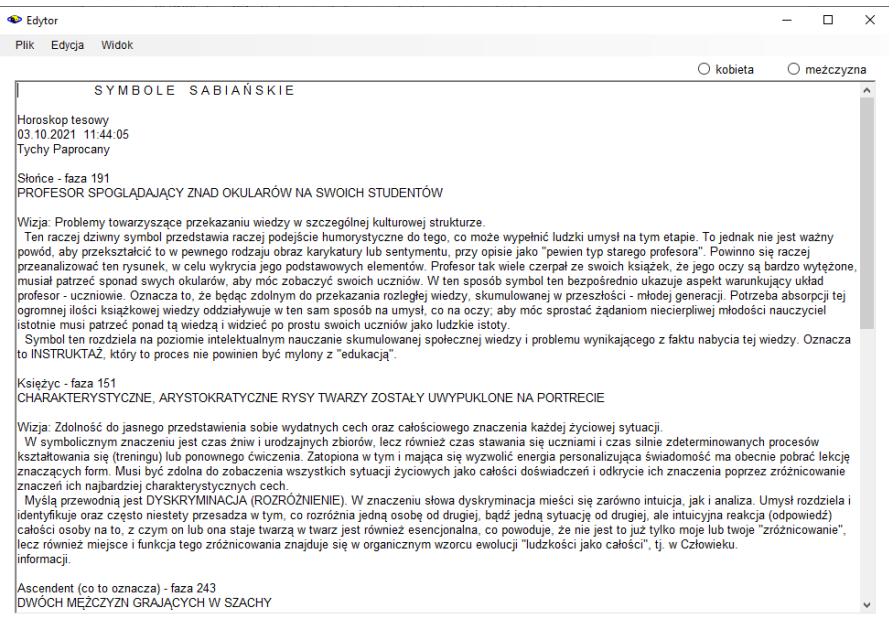 Edytor
Plik Edycja Widok
kobieta meżczyzna
SYMBOLE SABIAŃSKIE
Horoskop tesowy
03.10.2021 11:44:05
Tychy Paprocany
Słońce - faza 191
PROFESOR SPOGLĄDAJĄCY ZNAD OKULARÓW NA SWOICH STUDENTÓW
Wizja: Problemy towarzyszące przekazaniu wiedzy w szczególnej kulturowej strukturze.
Ten raczej dziwny symbol przedstawia raczej podejście humorystyczne do tego, co może wypełnić ludzki umysł na tym etapie. To jednak nie jest ważny
powód, aby przekształcić to w pewnego rodzaju obraz karykatury lub sentymentu, przy opisie jako "pewien typ starego profesora". Powinno się raczej
przeanalizować ten rysunek, w celu wykrycia jego podstawowych elementów. Profesor tak wiele czerpał ze swoich książek, że jego oczy są bardzo wytężone,
musiał patrzeć sponad swych okularów, aby móc zobaczyć swoich uczniów. W ten sposób symbol ten bezpośrednio ukazuje aspekt warunkujący układ
profesor - uczniowie. Oznacza to, że będąc zdolnym do przekazania rozległej wiedzy, skumulowanej w przeszłości - młodej generacji. Potrzeba absorpcji tej
ogromnej ilości książkowej wiedzy oddziaływuje w ten sam sposób na umysł, co na oczy; aby móc sprostać żądaniom niecierpliwej młodości nauczyciel
istotnie musi patrzeć ponad tą wiedzą i widzieć po prostu swoich uczniów jako ludzkie istoty.
Symbol ten rozdziela na poziomie intelektualnym nauczanie skumulowanej społecznej wiedzy i problemu wynikającego z faktu nabycia tej wiedzy. Oznacza
to INSTRUKTAŻ, który to proces nie powinien być mylony z "edukacją".
Księżyc - faza 151
CHARAKTERYSTYCZNE, ARYSTOKRATYCZNE RYSY TWARZY ZOSTAŁY UWYPUKLONE NA PORTRECIE
Wizja: Zdolność do jasnego przedstawienia sobie wydatnych cech oraz całościowego znaczenia każdej życiowej sytuacji.
W symbolicznym znaczeniu jest czas żniw i urodzajnych zbiorów, lecz również czas stawania się uczniami i czas silnie zdeterminowanych procesów
kształtowania się (treningu) lub ponownego ćwiczenia. Zatopiona w tym i mająca się wyzwolić energia personalizująca świadomość ma obecnie pobrać lekcję
znaczących form. Musi być zdolna do zobaczenia wszystkich sytuacji życiowych jako całości doświadczeń i odkrycie ich znaczenia poprzez zróżnicowanie
znaczeń ich najbardziej charakterystycznych cech.
Myślą przewodnią jest DYSKRYMINACJA (ROZRÓŻNIENIE). W znaczeniu słowa dyskryminacja mieści się zarówno intuicja, jak i analiza. Umysł rozdziela i
identyfikuje oraz często niestety przesadza w tym, co rozróżnia jedną osobę od drugiej, bądź jedną sytuację od drugiej, ale intuicyjna reakcja (odpowiedź)
całości osoby na to, z czym on lub ona staje twarzą w twarz jest również esencjonalna, co powoduje, że nie jest to już tylko moje lub twoje "zróżnicowanie",
lecz również miejsce i funkcja tego zróżnicowania znajduje się w organicznym wzorcu ewolucji "ludzkości jako całości", tj. w Człowieku.
informacji.
Ascendent (co to oznacza) - faza 243
DWÓCH MĘŻCZYZN GRAJĄCYCH W SZACHY